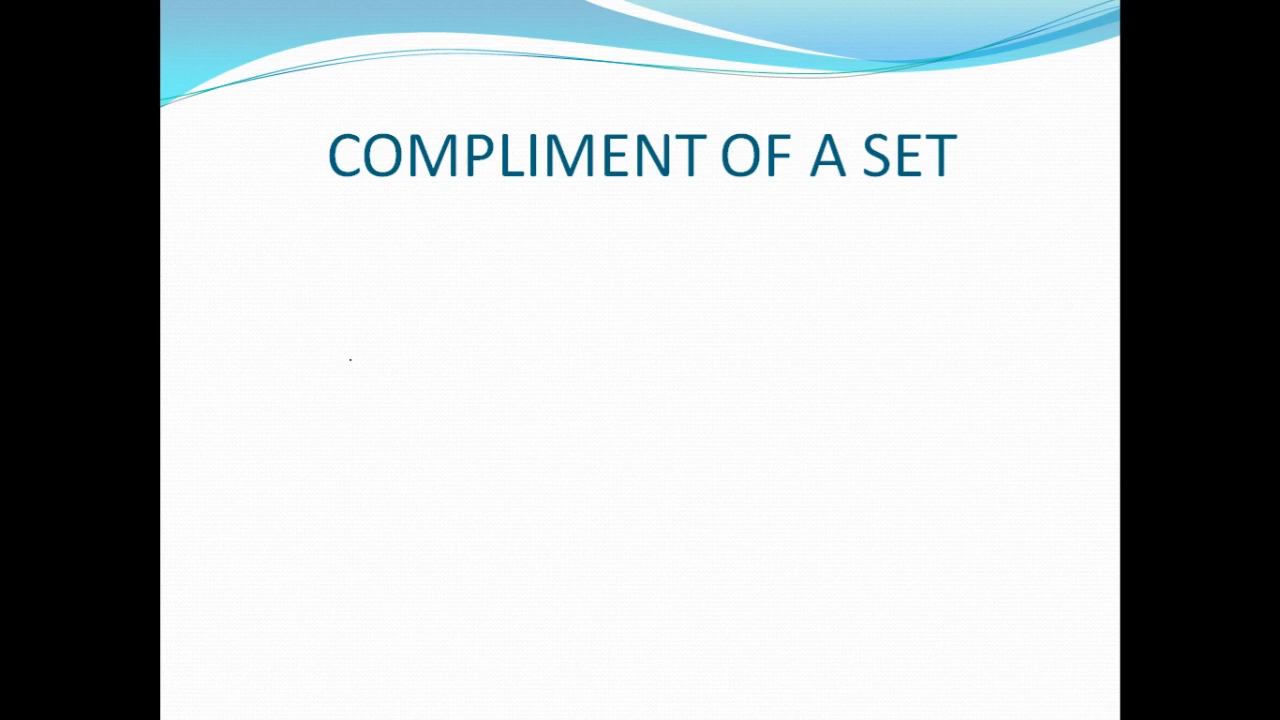 COMPLIMENT OF A SET
.